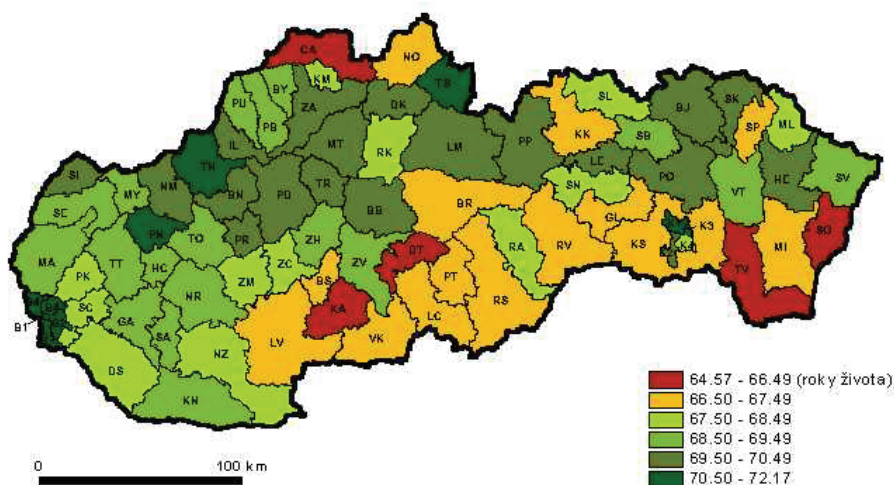 CA
NO
TS
KM
PU
BY
ZA
DK
PB
IL
MT
RK
LM
PP
KK
SL
SB
BJ
SK
SP
ML
LE
PO
VT
HE
SV
SI
NM
TN
BN
PD
TR
BB
BR
SN
GL
RV
KS
K3
MI
SO
TV
SE
MY
PN
TO
PR
ZH
ZV
DT
RA
MA
TT
HC
PK
NR
ZM
ZC
BS
PT
KA
RS
SC
GA
SA
NZ
LV
VK
LC
B1
DS
KN
64.57 - 66.49 (roky života)
66.50 - 67.49
67.50 - 68.49
68.50 - 69.49
69.50 - 70.49
70.50 - 72.17
0 100 km